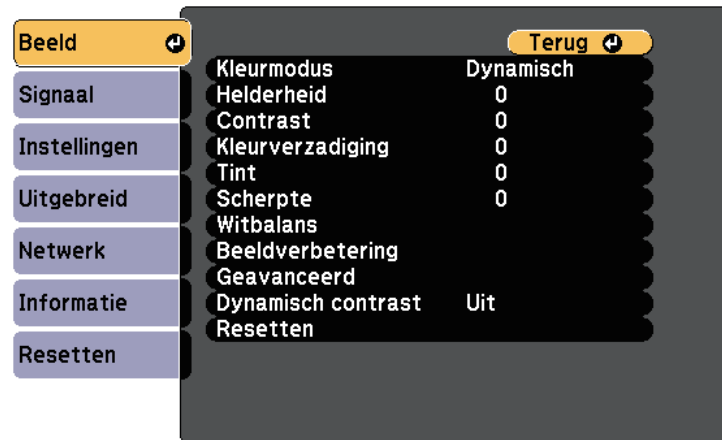 Beeld
Signaal
Instellingen
Uitgebreid
Netwerk
Informatie
Resetten
Terug
Kleurmodus Dynamisch
Helderheid 0
Contrast 0
Kleurverzadiging 0
Tint 0
Scherpte 0
Witbalans
Beeldverbetering
Geavanceerd
Dynamisch contrast Uit
Resetten